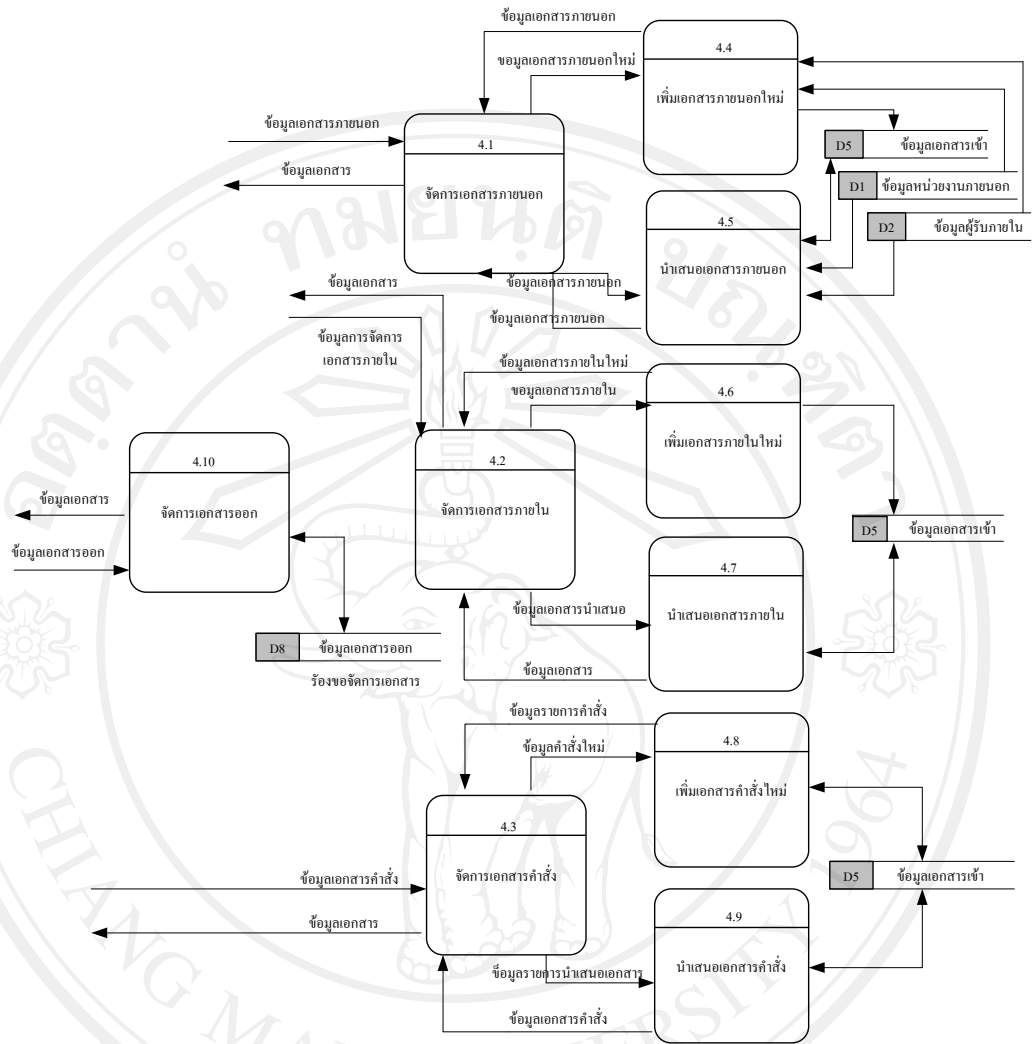 ข้อมูลเอกสารภายนอก
ขอมูลเอกสารภายนอกใหม่
4.4
เพิ่มเอกสารภายนอกใหม่
ข้อมูลเอกสารภายนอก
ข้อมูลเอกสาร
4.1
จัดการเอกสารภายนอก
D5 ข้อมูลเอกสารเข้า
D1 ข้อมูลหน่วยงานภายนอก
D2 ข้อมูลผู้รับภายใน
4.5
นำเสนอเอกสารภายนอก
ข้อมูลเอกสารภายนอก
ข้อมูลเอกสารภายนอก
ข้อมูลเอกสาร
ข้อมูลการจัดการ
เอกสารภายใน
ข้อมูลเอกสารภายในใหม่
ขอมูลเอกสารภายใน
4.6
เพิ่มเอกสารภายในใหม่
4.10
จัดการเอกสารออก
ข้อมูลเอกสาร
ข้อมูลเอกสารออก
4.2
จัดการเอกสารภายใน
D5 ข้อมูลเอกสารเข้า
4.7
นำเสนอเอกสารภายใน
ข้อมูลเอกสารนำเสนอ
ข้อมูลเอกสาร
D8 ข้อมูลเอกสารออก
ร้องขอจัดการเอกสาร
ข้อมูลรายการคำสั่ง
ข้อมูลคำสั่งใหม่
4.8
เพิ่มเอกสารคำสั่งใหม่
4.3
จัดการเอกสารคำสั่ง
ข้อมูลเอกสารคำสั่ง
ข้อมูลเอกสาร
D5 ข้อมูลเอกสารเข้า
4.9
นำเสนอเอกสารคำสั่ง
ข้อมูลรายการนำเสนอเอกสาร
ข้อมูลเอกสารคำสั่ง
CHIANG MAI UNIVERSITY 1964